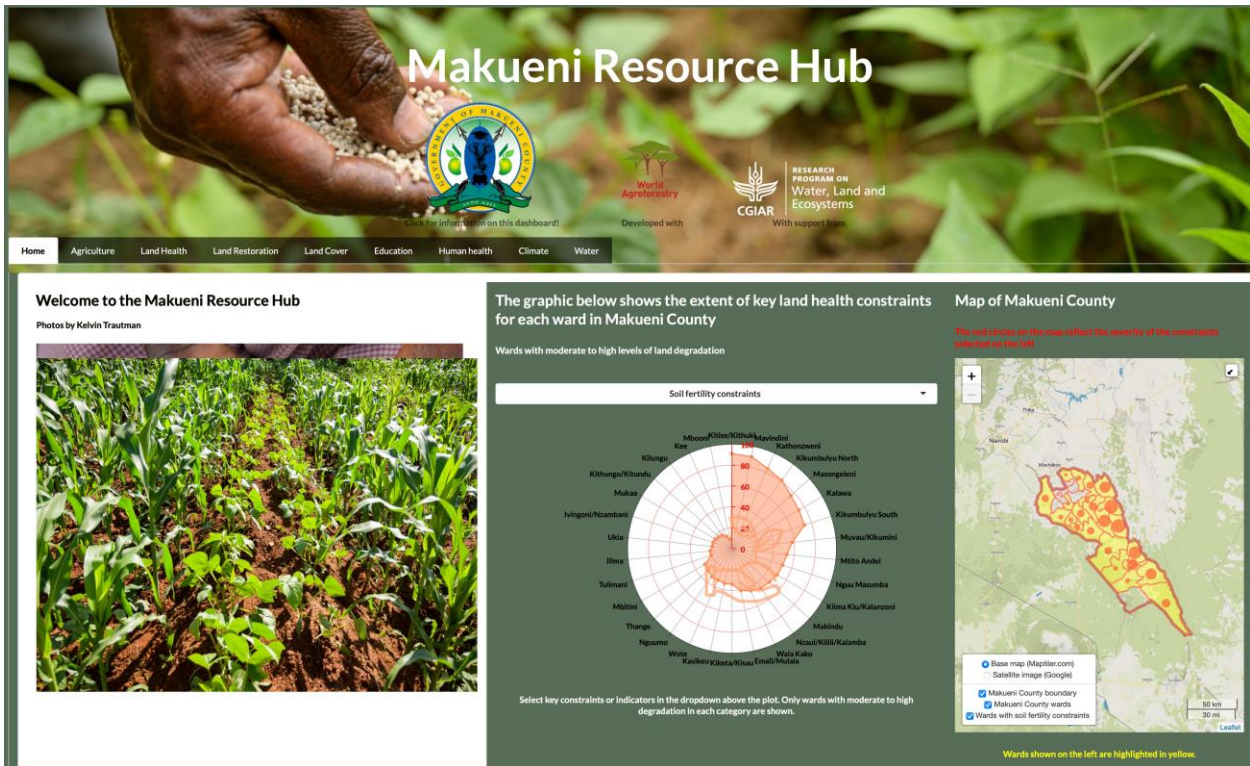 Makueni Resource Hub
GOVERNMENT OF MAKUENI COUNTY
World
Agroforestry
CGIAR
RESEARCH
PROGRAM ON
Water, Land and
Ecosystems
Click for information on this dashboard!
Developed with
With support from
Home
Agriculture
Land Health
Land Restoration
Land Cover
Education
Human health
Climate
Water
Welcome to the Makueni Resource Hub
Photos by Kelvin Trautman
The graphic below shows the extent of key land health constraints
for each ward in Makueni County
Wards with moderate to high levels of land degradation
Soil fertility constraints
Kitise/Kithuki
Mavindini
Kathonzweni
Kikumbulyu North
Masongeleni
Kalawa
Kikumbulyu South
Muvau/Kikumini
Mtito Andei
Nguu Masumba
Kiima Kiu/Kalanzoni
Makindu
Nzaui/Kilili/Kalamba
Waia Kako
Emali/Mulala
Kiketa/Kisau
Kasikeu
Wote
Nguumo
Thange
Mbitini
Tulimani
Ilima
Ukia
Ivingoni/Nzambani
Mukaa
Kithungo/Kitundu
Kilungu
Kee
Mbooni
100
80
60
40
20
0
Select key constraints or indicators in the dropdown above the plot. Only wards with moderate to high
degradation in each category are shown.
Map of Makueni County
The red circles on the map reflect the severity of the constraints
selected on the left
+
−
Thika
Nairobi
Machakos
Base map (Maptiler.com)
Satellite image (Google)
Makueni County boundary
Makueni County wards
Wards with soil fertility constraints
50 km
30 mi
Leaflet
Wards shown on the left are highlighted in yellow.